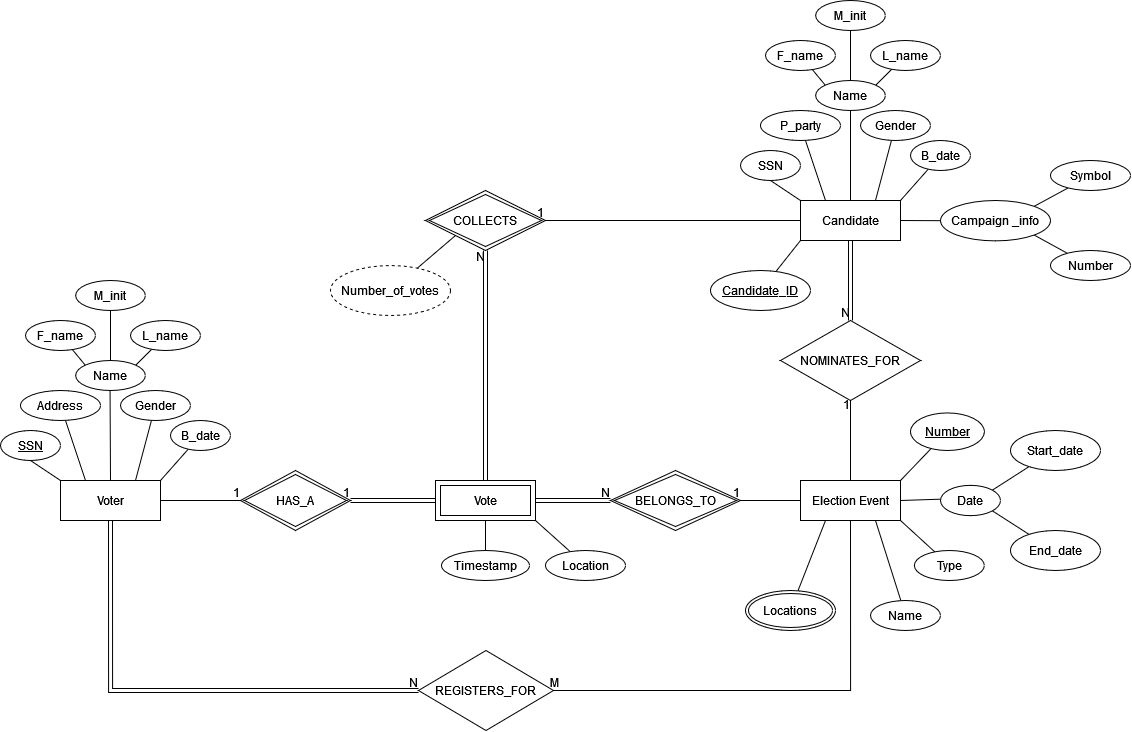 M_init
F_name
L_name
Name
P_party
Gender
SSN
B_date
Symbol
COLLECTS
1
Candidate
Campaign _info
N
Number_of_votes
Candidate_ID
Number
M_init
N
F_name
L_name
NOMINATES_FOR
Name
1
Address
Gender
SSN
B_date
Number
Start_date
Voter
1
HAS_A
1
Vote
N
BELONGS_TO
1
Election Event
Date
End_date
Timestamp
Location
Type
Locations
Name
N
REGISTERS_FOR
M